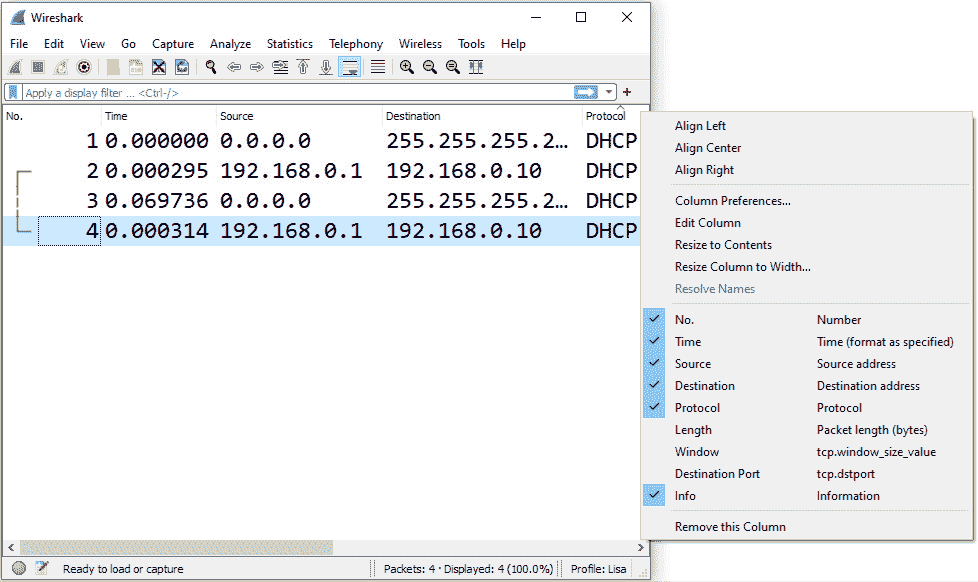 Wireshark
File Edit View Go Capture Analyze Statistics Telephony Wireless Tools Help
Apply a display filter ... <Ctrl-/>
No. Time Source Destination Protocol
1 0.000000 0.0.0.0 255.255.255.2... DHCP
2 0.000295 192.168.0.1 192.168.0.10 DHCP
3 0.069736 0.0.0.0 255.255.255.2... DHCP
4 0.000314 192.168.0.1 192.168.0.10 DHCP
Align Left
Align Center
Align Right
Column Preferences...
Edit Column
Resize to Contents
Resize Column to Width...
Resolve Names
No. Number
Time Time (format as specified)
Source Source address
Destination Destination address
Protocol Protocol
Length Packet length (bytes)
Window tcp.window_size_value
Destination Port tcp.dstport
Info Information
Remove this Column
Ready to load or capture Packets: 4 · Displayed: 4 (100.0%) Profile: Lisa